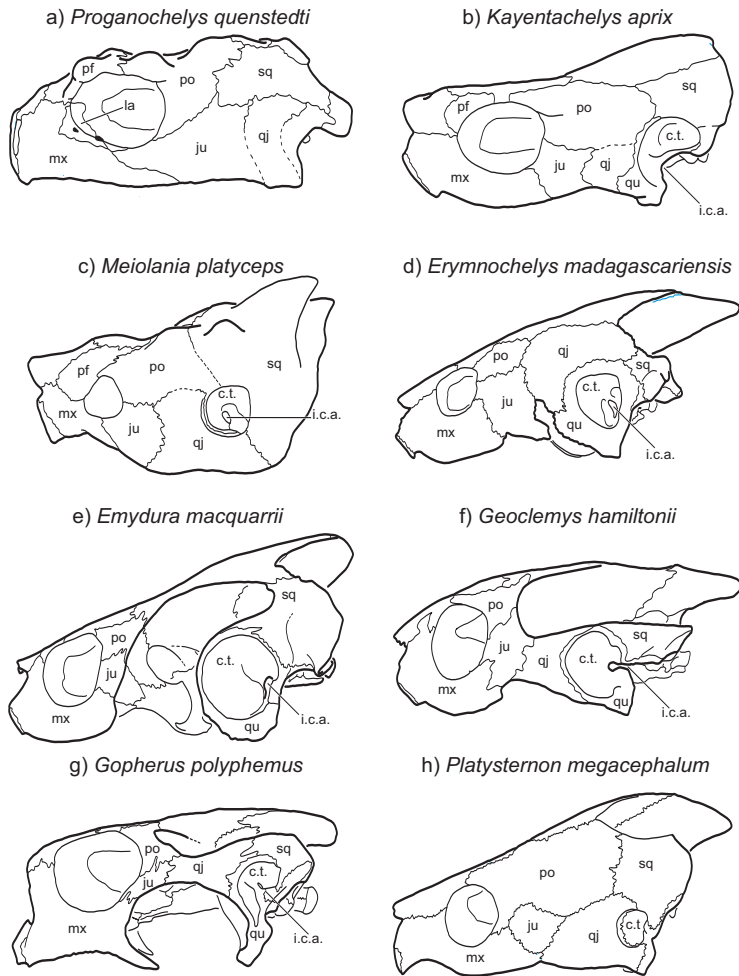 a) Proganochelys quenstedti
pf
po
sq
la
ju
qj
mx
b) Kayentachelys aprix
pf
po
sq
c.t.
mx
ju
qj
qu
i.c.a.
c) Meiolania platyceps
pf
po
sq
c.t.
mx
i.c.a.
ju
qj
d) Erymnochelys madagascariensis
po
qj
sq
c.t.
ju
mx
qu
i.c.a.
e) Emydura macquarrii
sq
po
c.t.
ju
mx
i.c.a.
qu
f) Geoclemys hamiltonii
po
ju
sq
qj
c.t.
mx
qu
i.c.a.
g) Gopherus polyphemus
po
sq
qj
c.t.
ju
mx
qu
i.c.a.
h) Platysternon megacephalum
po
sq
ju
qj
c.t
mx